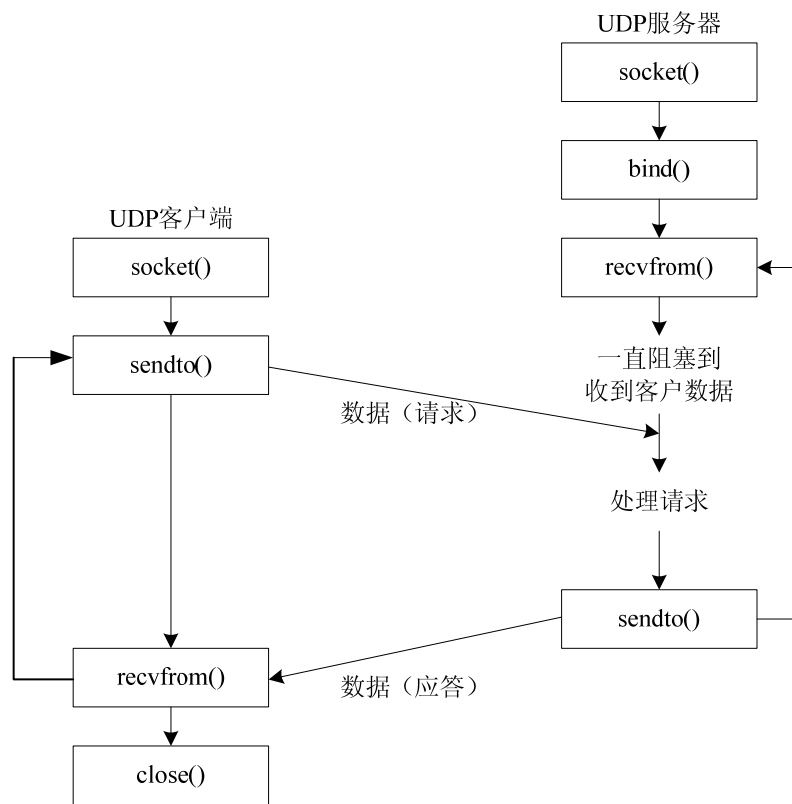 UDP服务器
socket()
bind()
recvfrom()
一直阻塞到
收到客户数据
处理请求
sendto()
UDP客户端
socket()
sendto()
数据（请求）
recvfrom()
数据（应答）
close()